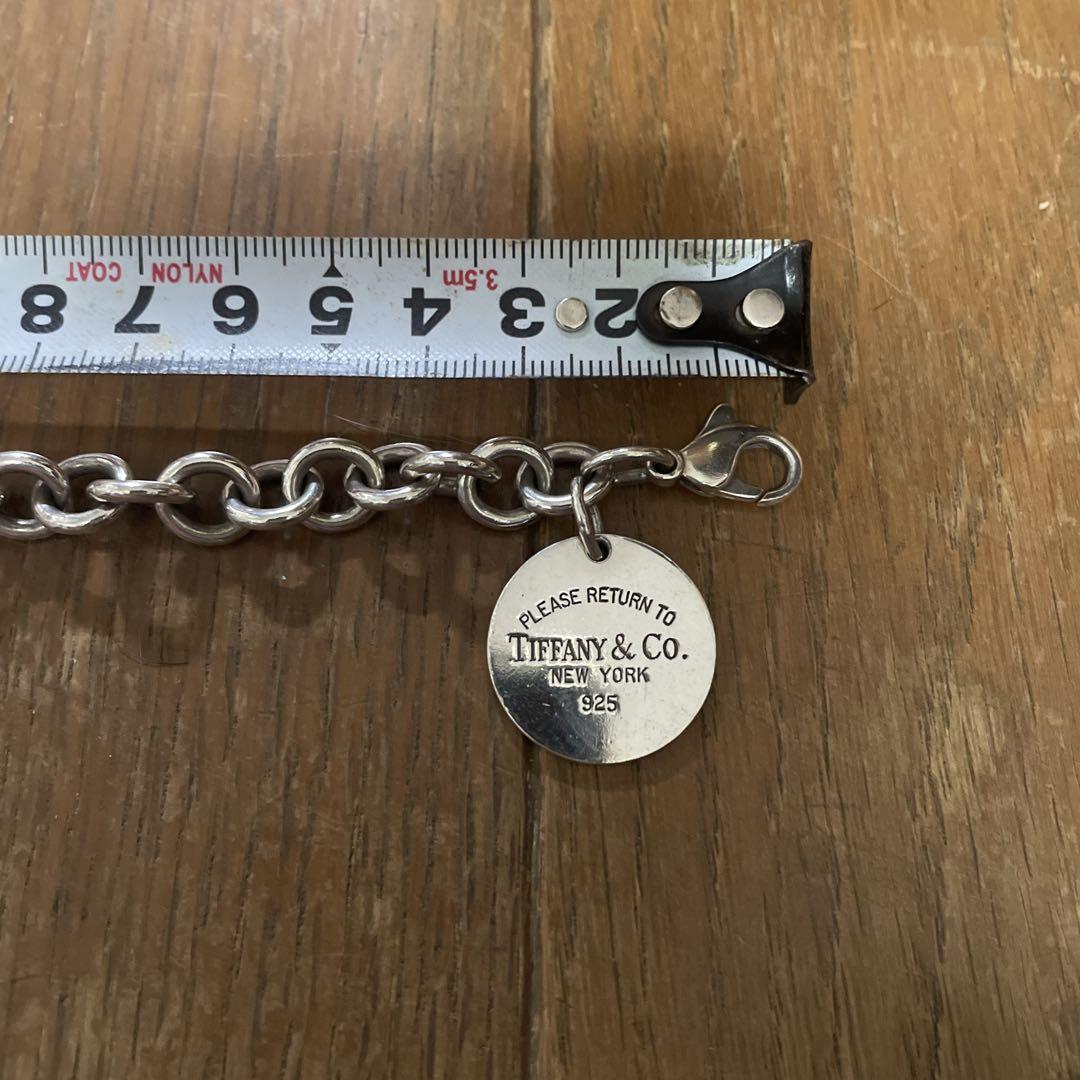 8 7 6 5 4 3 2
COAT NYLON 3.5m
PLEASE RETURN TO
TIFFANY & CO.
NEW YORK
925